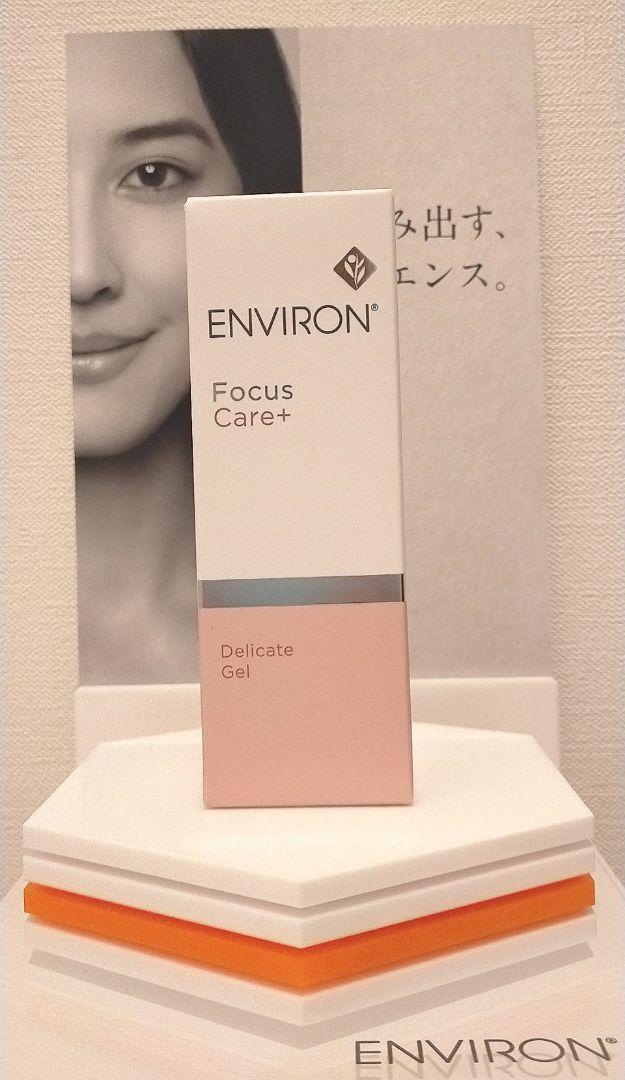 み出す、
ェンス。
ENVIRON®
Focus
Care+
Delicate
Gel
ENVIRON®